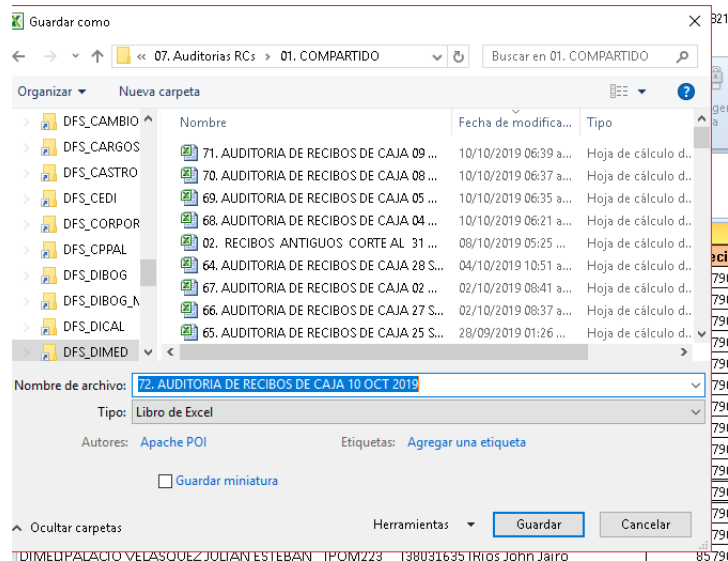 Guardar como
321
« 07. Auditorias RCs > 01. COMPARTIDO
Buscar en 01. COMPARTIDO
Organizar
Nueva carpeta
?
Nombre Fecha de modifica... Tipo
DFS_CAMBIO
DFS_CARGOS
DFS_CASTRO
DFS_CEDI
DFS_CORPOR
DFS_CPPAL
DFS_DIBOG
DFS_DIBOG_N
DFS_DICAL
DFS_DIMED
71. AUDITORIA DE RECIBOS DE CAJA 09 ... 10/10/2019 06:39 a... Hoja de cálculo d...
70. AUDITORIA DE RECIBOS DE CAJA 08 ... 10/10/2019 06:37 a... Hoja de cálculo d...
69. AUDITORIA DE RECIBOS DE CAJA 05 ... 10/10/2019 06:35 a... Hoja de cálculo d...
68. AUDITORIA DE RECIBOS DE CAJA 04 ... 10/10/2019 06:21 a... Hoja de cálculo d...
02. RECIBOS ANTIGUOS CORTE AL 31 ... 08/10/2019 05:25 ... Hoja de cálculo d...
64. AUDITORIA DE RECIBOS DE CAJA 28 S... 04/10/2019 10:51 a... Hoja de cálculo d...
67. AUDITORIA DE RECIBOS DE CAJA 02 ... 02/10/2019 08:41 a... Hoja de cálculo d...
66. AUDITORIA DE RECIBOS DE CAJA 27 S... 02/10/2019 08:37 a... Hoja de cálculo d...
65. AUDITORIA DE RECIBOS DE CAJA 25 S... 28/09/2019 01:26 ... Hoja de cálculo d...
Nombre de archivo: 72. AUDITORIA DE RECIBOS DE CAJA 10 OCT 2019
Tipo: Libro de Excel
Autores: Apache POI
Etiquetas: Agregar una etiqueta
Guardar miniatura
Ocultar carpetas
Herramientas
Guardar
Cancelar
DIMED PALACIO VELASQUEZ JULIAN ESTEBAN IPOM223 38031635 Rios John Jairo 85790